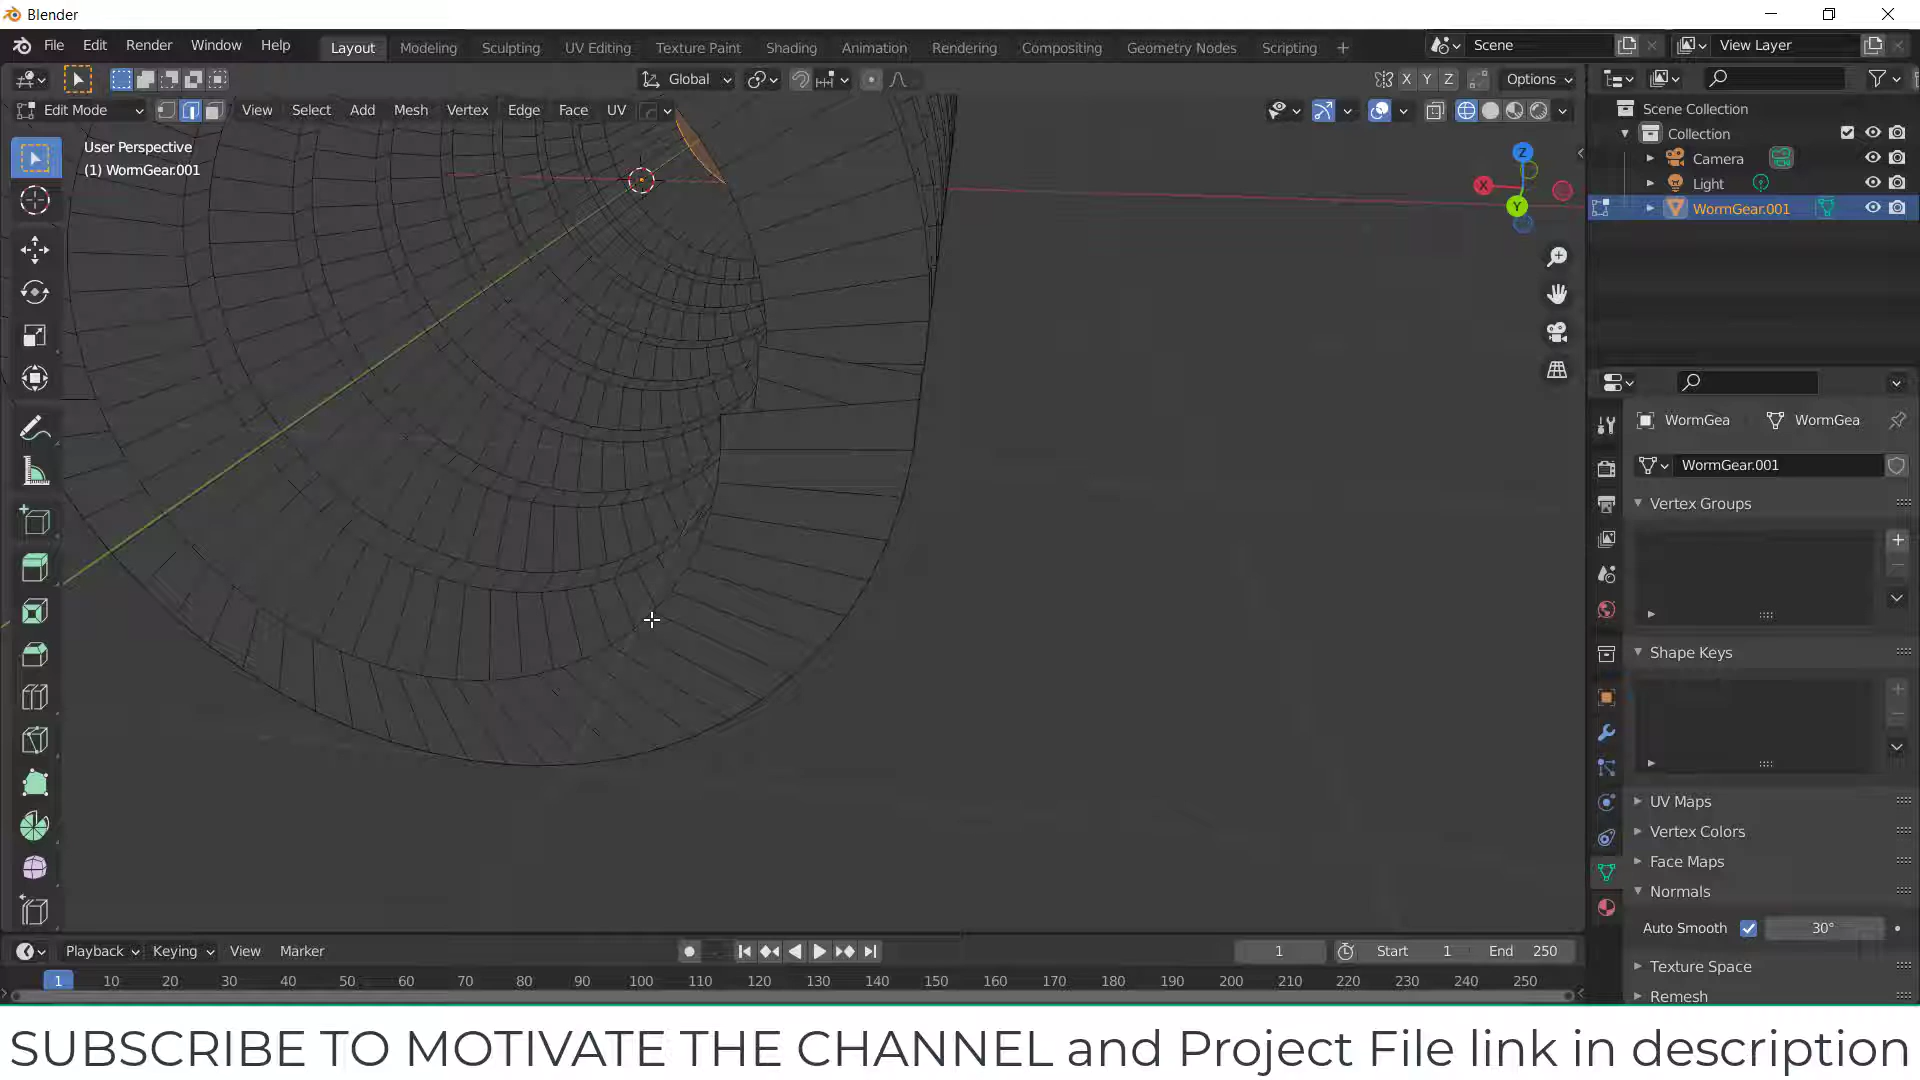 Blender
File Edit Render Window Help Layout Modeling Sculpting UV Editing Texture Paint Shading Animation Rendering Compositing Geometry Nodes Scripting Scene View Layer
Global X Y Z Options
Edit Mode View Select Add Mesh Vertex Edge Face UV
User Perspective
(1) WormGear.001
Z
X
Y
Scene Collection
Collection
Camera
Light
WormGear.001
WormGea WormGea
WormGear.001
Vertex Groups
Shape Keys
UV Maps
Vertex Colors
Face Maps
Normals
Auto Smooth 30°
Texture Space
Remesh
Playback Keying View Marker 1 Start 1 End 250
1 10 20 30 40 50 60 70 80 90 100 110 120 130 140 150 160 170 180 190 200 210 220 230 240 250
SUBSCRIBE TO MOTIVATE THE CHANNEL and Project File link in description